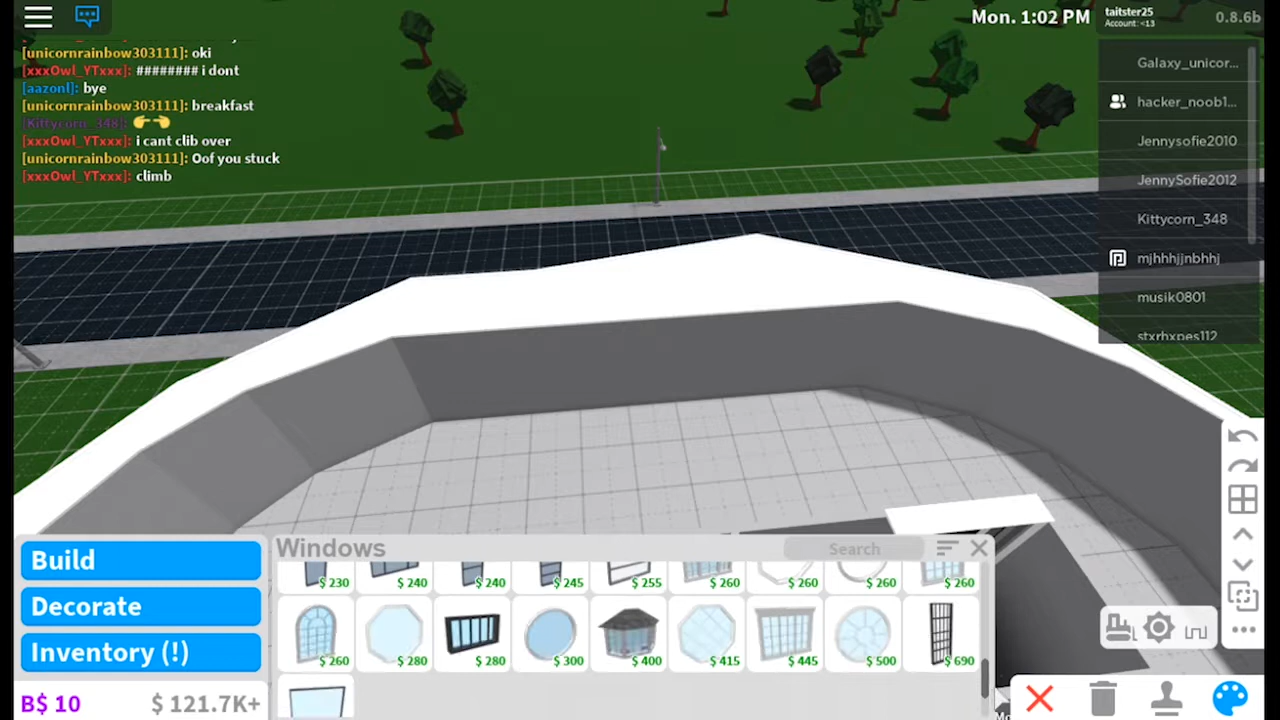 Mon. 1:02 PM
taitster25
Account: <13
0.8.6b
[unicornrainbow303111]: oki
[xxxOwl_YTxxx]: ######## i dont
[aazonl]: bye
[unicornrainbow303111]: breakfast
[Kittycorn_348]:
[xxxOwl_YTxxx]: i cant clib over
[unicornrainbow303111]: Oof you stuck
[xxxOwl_YTxxx]: climb
Galaxy_unicor...
hacker_noob1...
Jennysofie2010
JennySofie2012
Kittycorn_348
mjhhhjjnbhhj
musik0801
stxrhxpes112
Build
Decorate
Inventory (!)
B$ 10
$ 121.7K+
Windows
Search
$ 230 $ 240 $ 240 $ 245 $ 255 $ 260 $ 260 $ 260 $ 260
$ 260 $ 280 $ 280 $ 300 $ 400 $ 415 $ 445 $ 500 $ 690